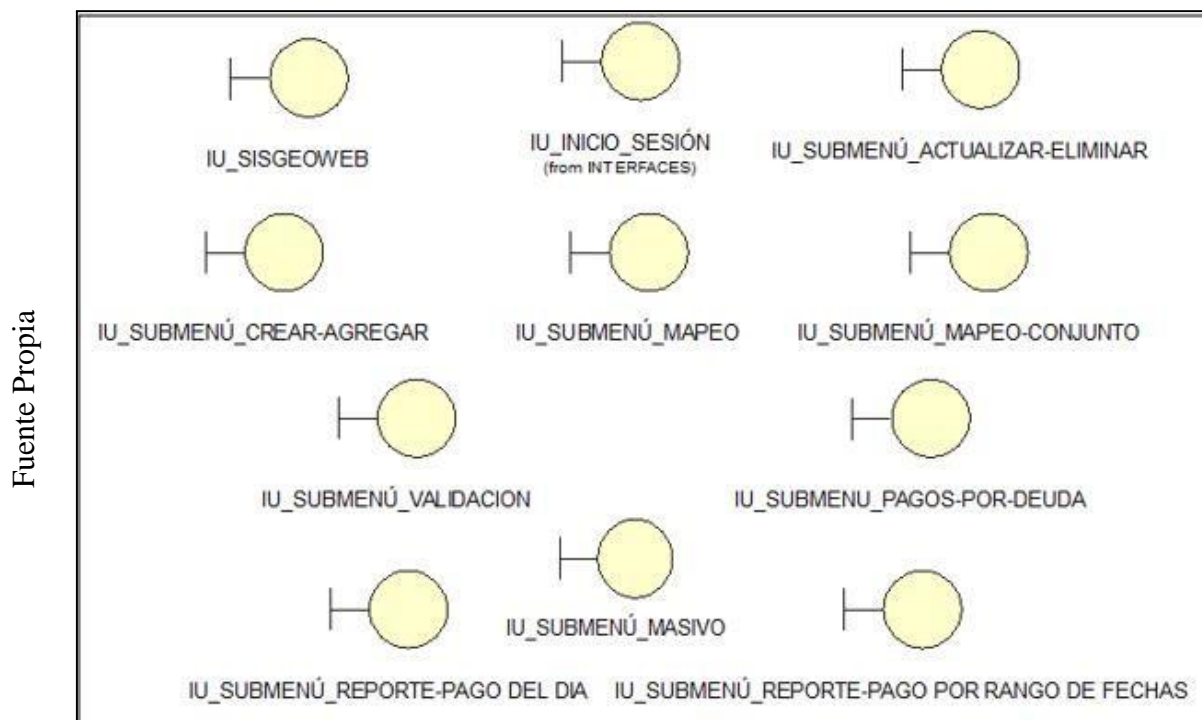 Fuente Propia
IU_SISGEOWEB
IU_INICIO_SESIÓN
(from INTERFACES)
IU_SUBMENÚ_ACTUALIZAR-ELIMINAR
IU_SUBMENÚ_CREAR-AGREGAR
IU_SUBMENÚ_MAPEO
IU_SUBMENÚ_MAPEO-CONJUNTO
IU_SUBMENÚ_VALIDACION
IU_SUBMENU_PAGOS-POR-DEUDA
IU_SUBMENÚ_MASIVO
IU_SUBMENÚ_REPORTE-PAGO DEL DIA
IU_SUBMENÚ_REPORTE-PAGO POR RANGO DE FECHAS